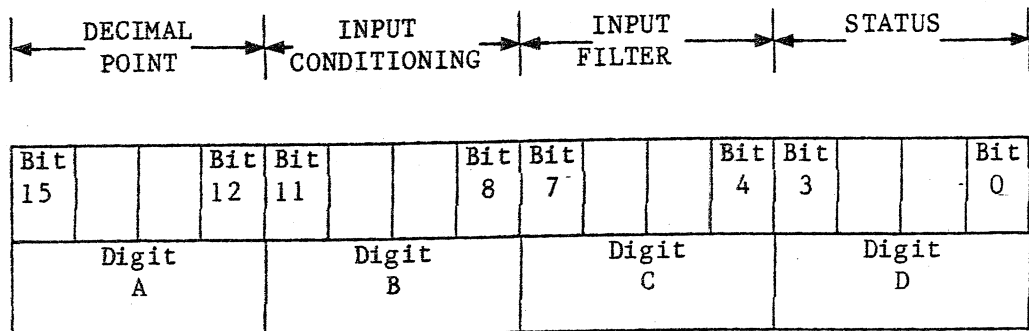 DECIMAL INPUT INPUT STATUS
POINT CONDITIONING FILTER
Bit Bit Bit Bit Bit Bit Bit Bit
15 12 11 8 7 4 3 0
Digit Digit Digit Digit
A B C D